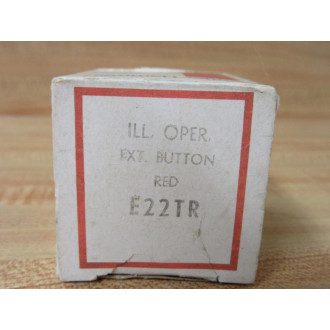 ILL. OPER.
EXT. BUTTON
RED
E22TR